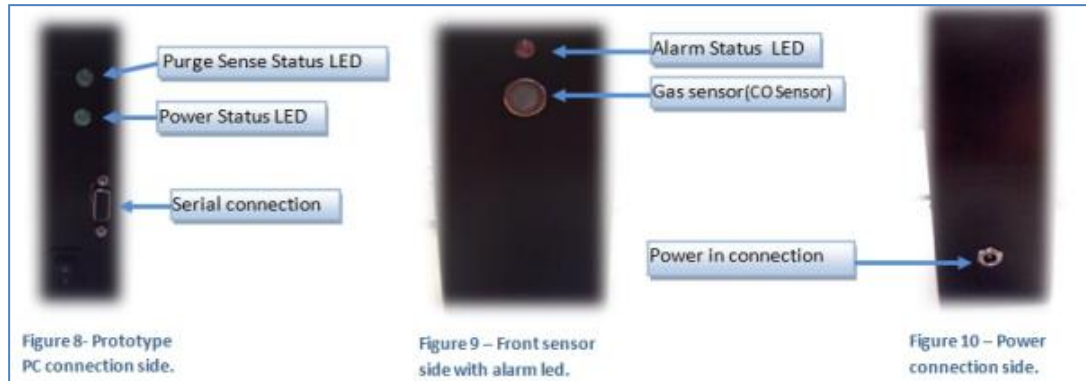 Purge Sense Status LED
Power Status LED
Serial connection
Figure 8- Prototype
PC connection side.
Alarm Status LED
Gas sensor(CO Sensor)
Figure 9 – Front sensor
side with alarm led.
Power in connection
Figure 10 – Power
connection side.